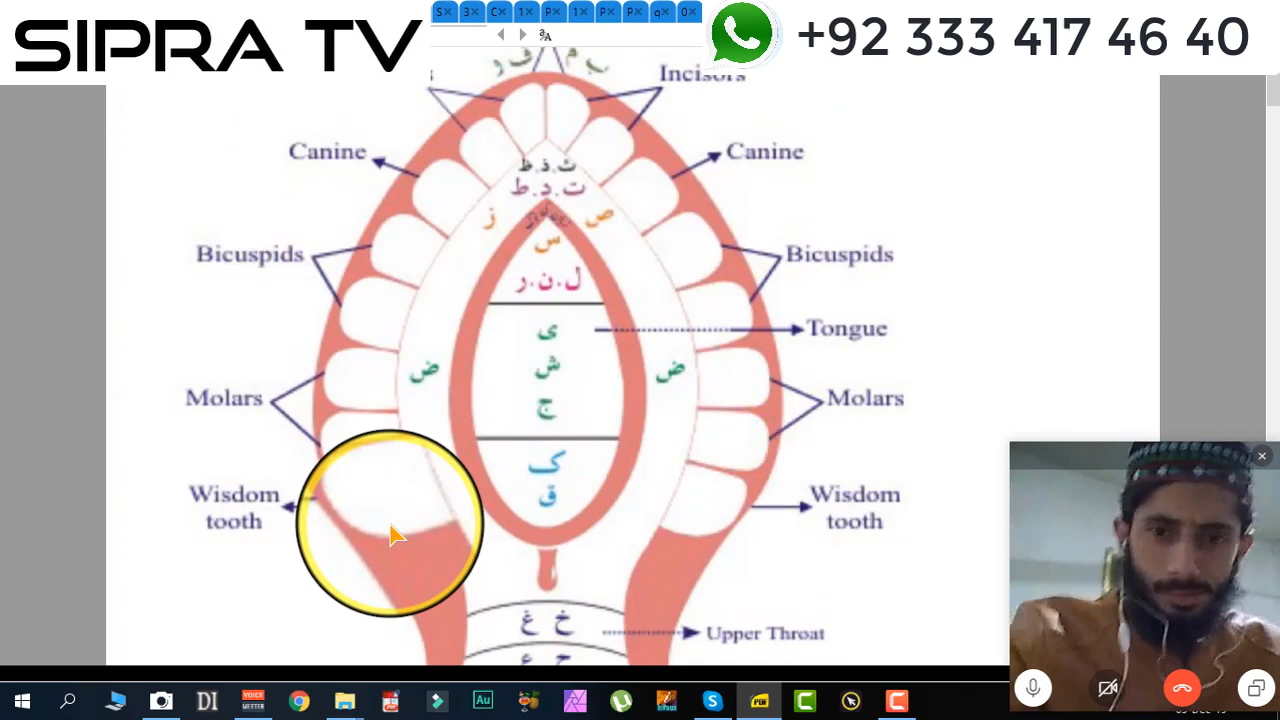 SIPRA TV
+92 333 417 46 40
ب م ف و
Incisors
Canine
Canine
ث.ذ.ظ
ت.د.ط
ز
ص
س
Bicuspids
Bicuspids
ل.ن.ر
ى
Tongue
ض
ش
ض
ج
Molars
Molars
ک
ق
Wisdom
tooth
Wisdom
tooth
خ غ
Upper Throat
ح ع